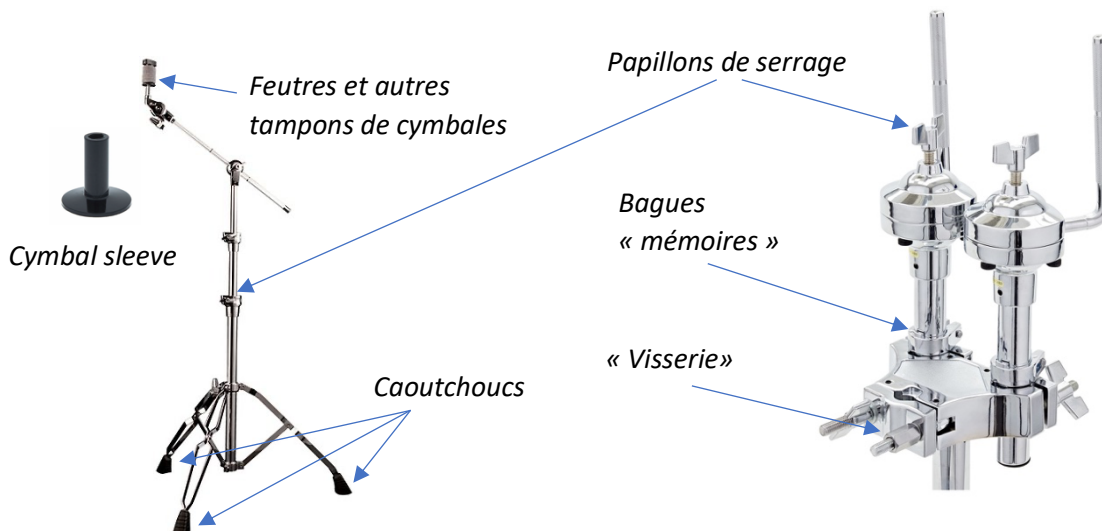 Feutres et autres
tampons de cymbales
Cymbal sleeve
Caoutchoucs
Papillons de serrage
Bagues
« mémoires »
« Visserie»